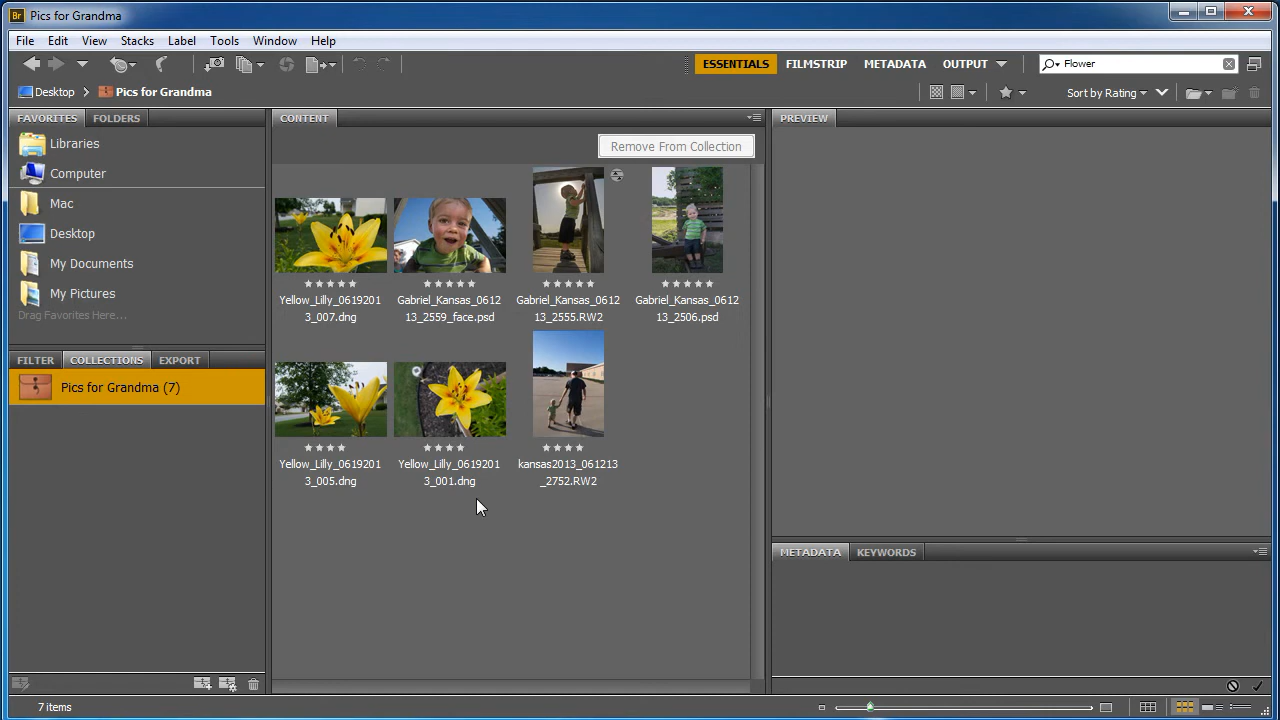 Br Pics for Grandma
File Edit View Stacks Label Tools Window Help
ESSENTIALS FILMSTRIP METADATA OUTPUT Flower
Desktop Pics for Grandma Sort by Rating
FAVORITES FOLDERS
Libraries
Computer
Mac
Desktop
My Documents
My Pictures
Drag Favorites Here...
FILTER COLLECTIONS EXPORT
Pics for Grandma (7)
CONTENT
Remove From Collection
Yellow_Lilly_0619201
3_007.dng
Gabriel_Kansas_0612
13_2559_face.psd
Gabriel_Kansas_0612
13_2555.RW2
Gabriel_Kansas_0612
13_2506.psd
Yellow_Lilly_0619201
3_005.dng
Yellow_Lilly_0619201
3_001.dng
kansas2013_061213
_2752.RW2
PREVIEW
METADATA KEYWORDS
7 items